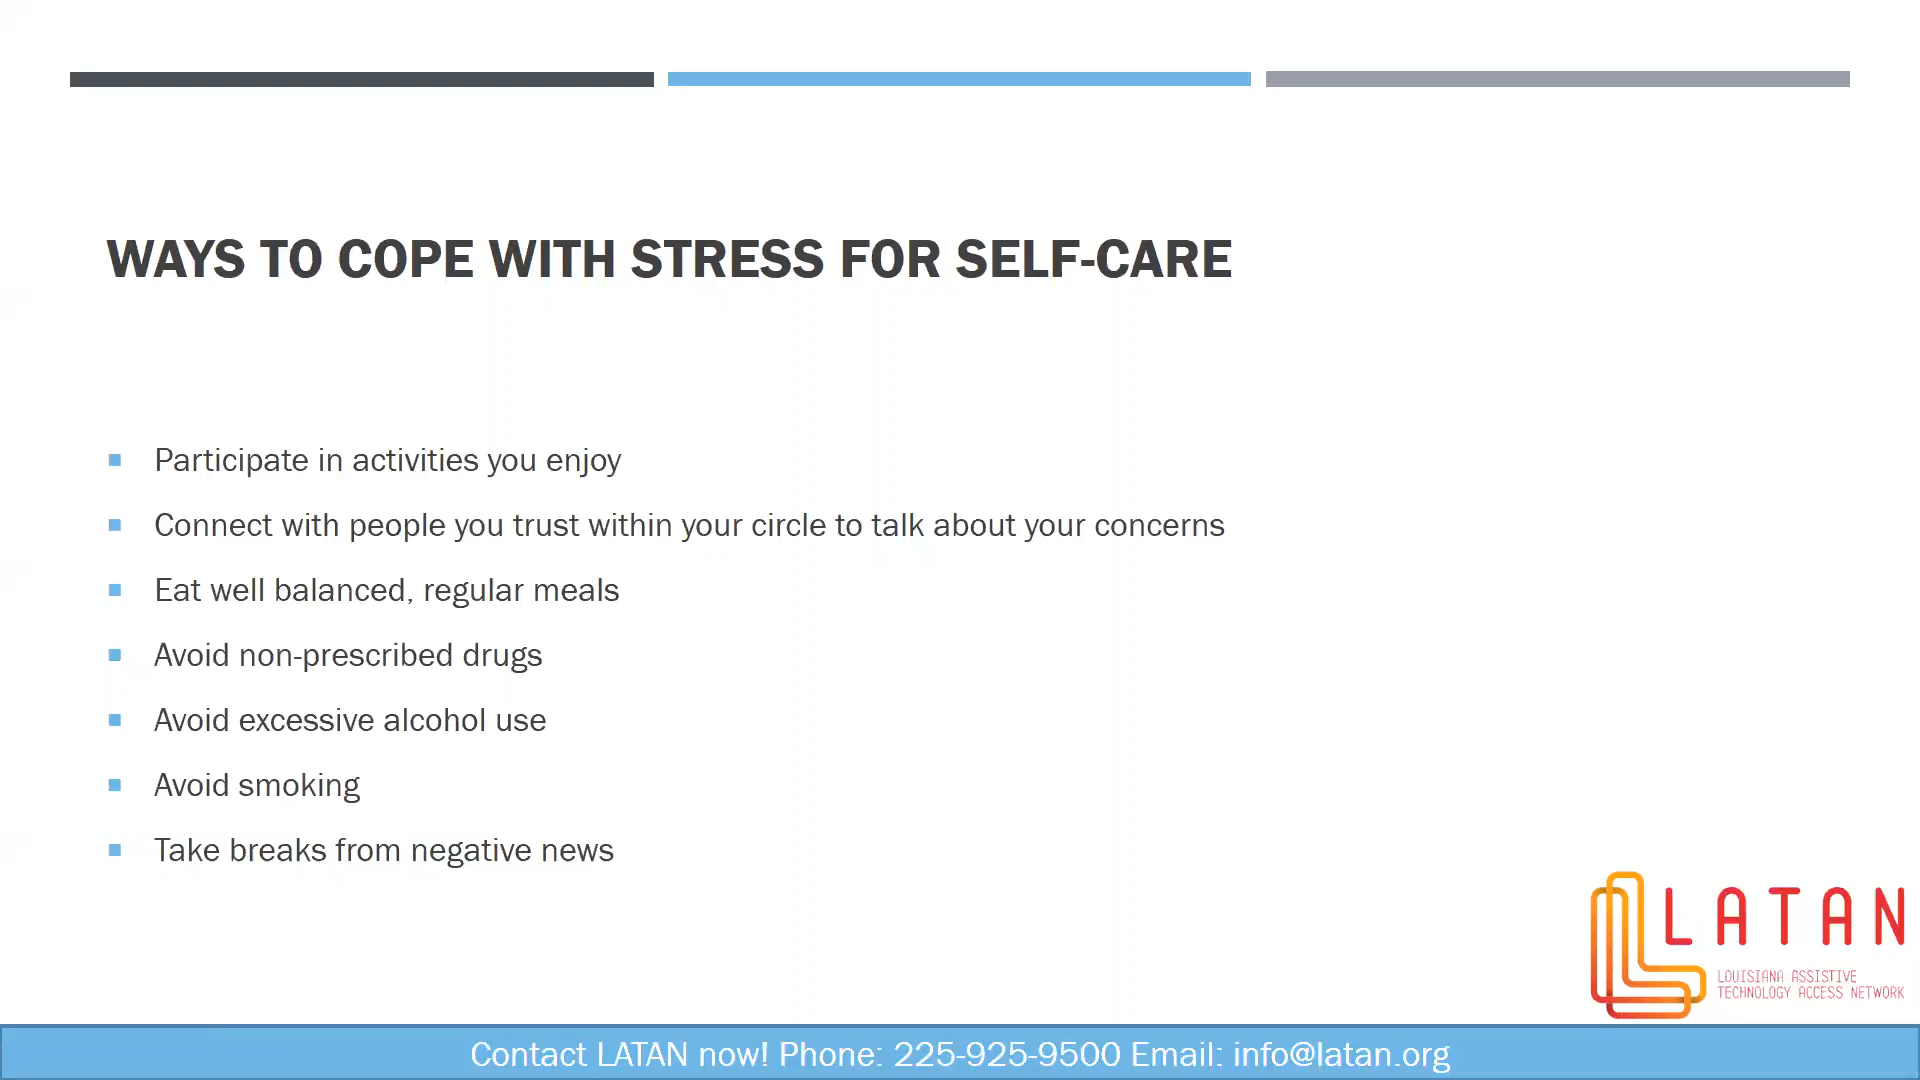 WAYS TO COPE WITH STRESS FOR SELF-CARE
Participate in activities you enjoy
Connect with people you trust within your circle to talk about your concerns
Eat well balanced, regular meals
Avoid non-prescribed drugs
Avoid excessive alcohol use
Avoid smoking
Take breaks from negative news
LATAN
LOUISIANA ASSISTIVE
TECHNOLOGY ACCESS NETWORK
Contact LATAN now! Phone: 225-925-9500 Email: info@latan.org